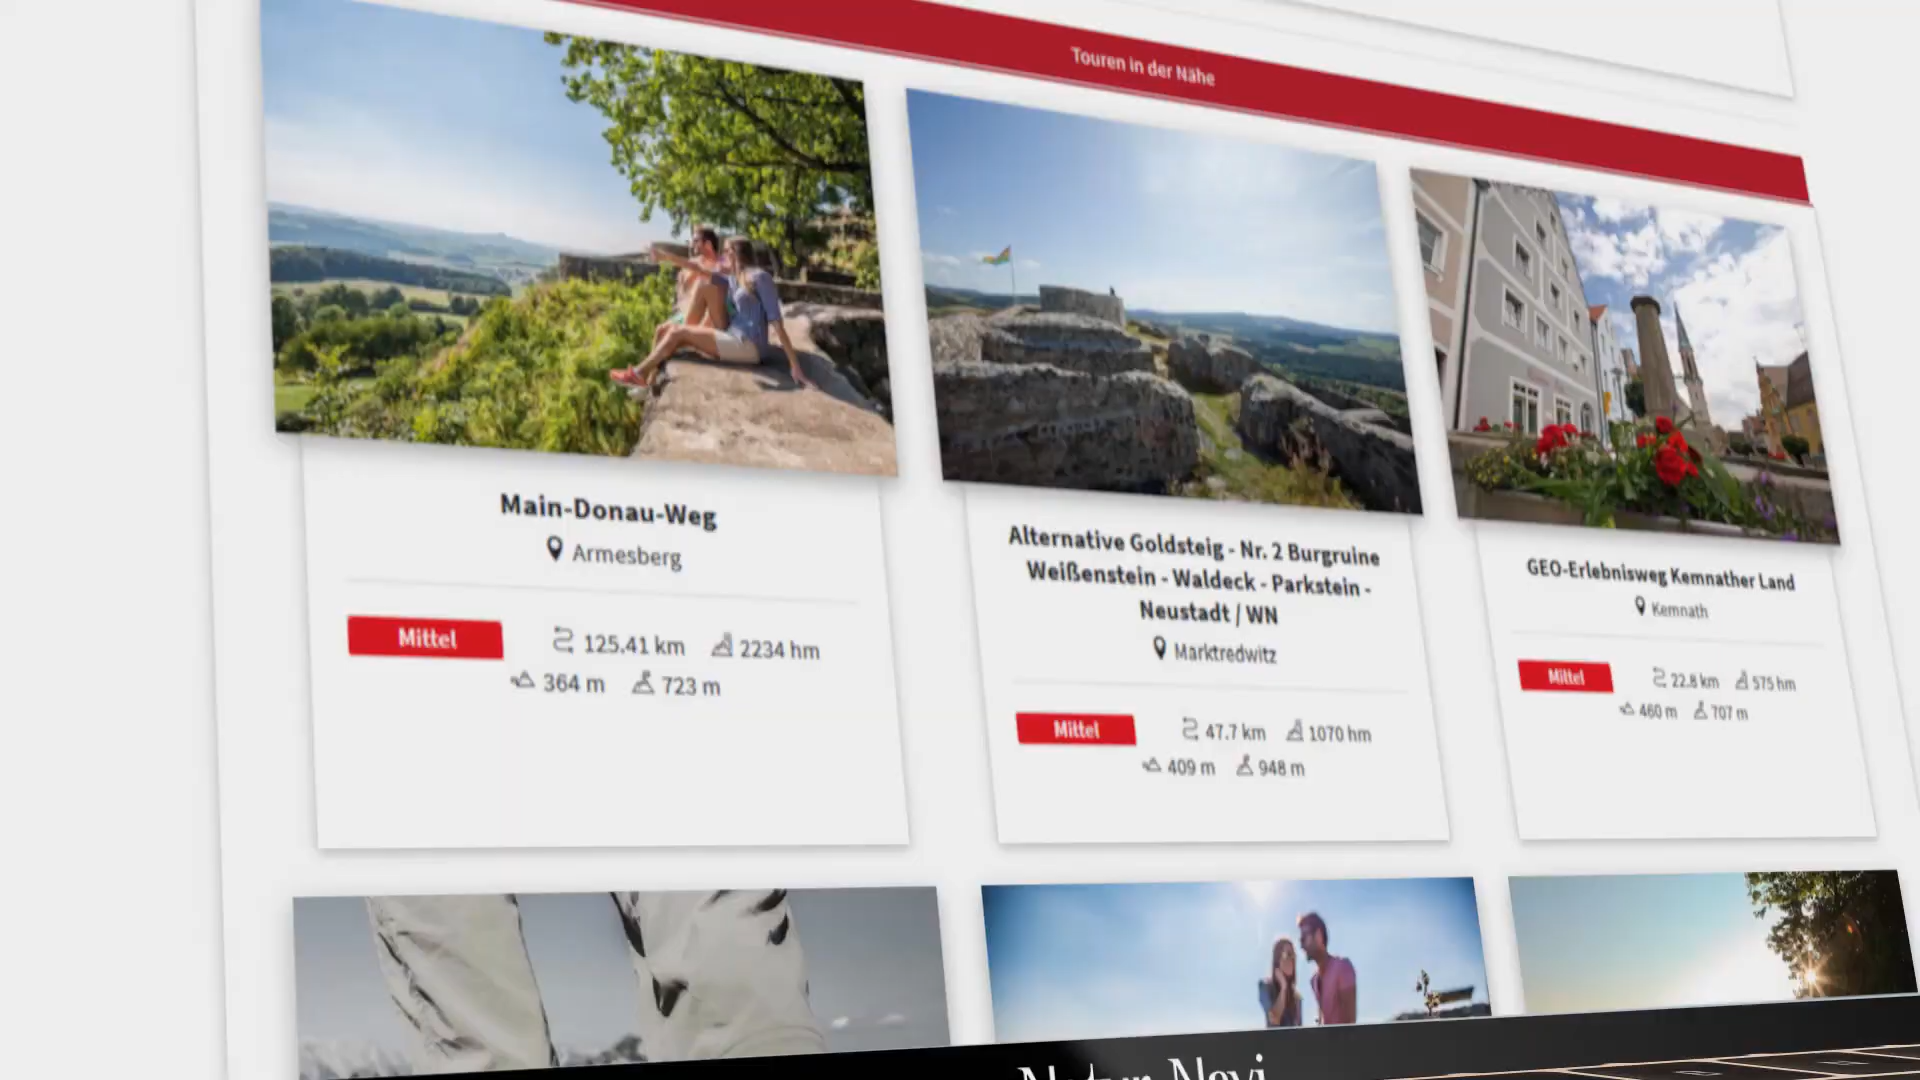 Touren in der Nähe
Main-Donau-Weg
Armesberg
Mittel
125.41 km
2234 hm
364 m
723 m
Alternative Goldsteig - Nr. 2 Burgruine
Weißenstein - Waldeck - Parkstein -
Neustadt / WN
Marktredwitz
Mittel
47.7 km
1070 hm
409 m
948 m
GEO-Erlebnisweg Kemnather Land
Kemnath
Mittel
22.8 km
575 hm
460 m
707 m
Natur Navi